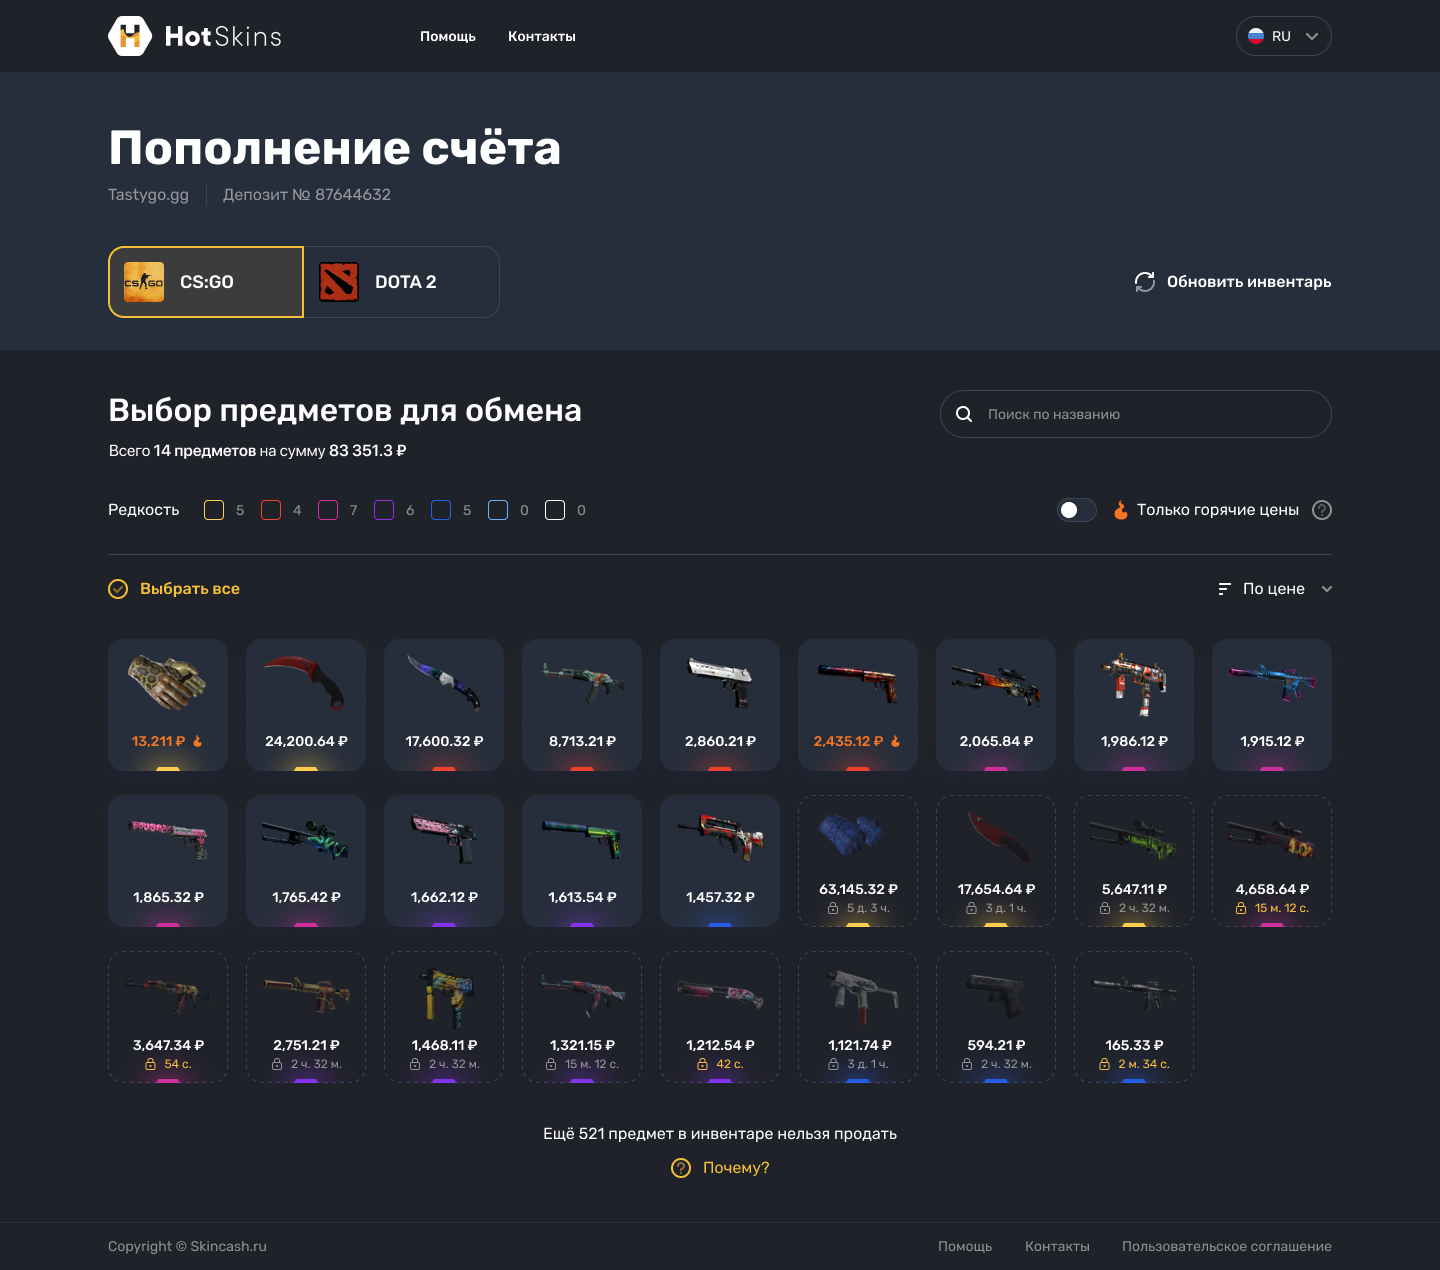 HotSkins
Помощь
Контакты
RU
Пополнение счёта
Tastygo.gg
Депозит № 87644632
CS:GO
CS:GO
DOTA 2
Обновить инвентарь
Выбор предметов для обмена
Поиск по названию
Всего 14 предметов на сумму 83 351.3 ₽
Редкость
5
4
7
6
5
0
0
Только горячие цены
?
Выбрать все
По цене
13,211 ₽
24,200.64 ₽
17,600.32 ₽
8,713.21 ₽
2,860.21 ₽
2,435.12 ₽
2,065.84 ₽
1,986.12 ₽
1,915.12 ₽
1,865.32 ₽
1,765.42 ₽
1,662.12 ₽
1,613.54 ₽
1,457.32 ₽
63,145.32 ₽
5 д. 3 ч.
17,654.64 ₽
3 д. 1 ч.
5,647.11 ₽
2 ч. 32 м.
4,658.64 ₽
15 м. 12 с.
3,647.34 ₽
54 с.
2,751.21 ₽
2 ч. 32 м.
1,468.11 ₽
2 ч. 32 м.
1,321.15 ₽
15 м. 12 с.
1,212.54 ₽
42 с.
1,121.74 ₽
3 д. 1 ч.
594.21 ₽
2 ч. 32 м.
165.33 ₽
2 м. 34 с.
Ещё 521 предмет в инвентаре нельзя продать
?
Почему?
Copyright © Skincash.ru
Помощь
Контакты
Пользовательское соглашение